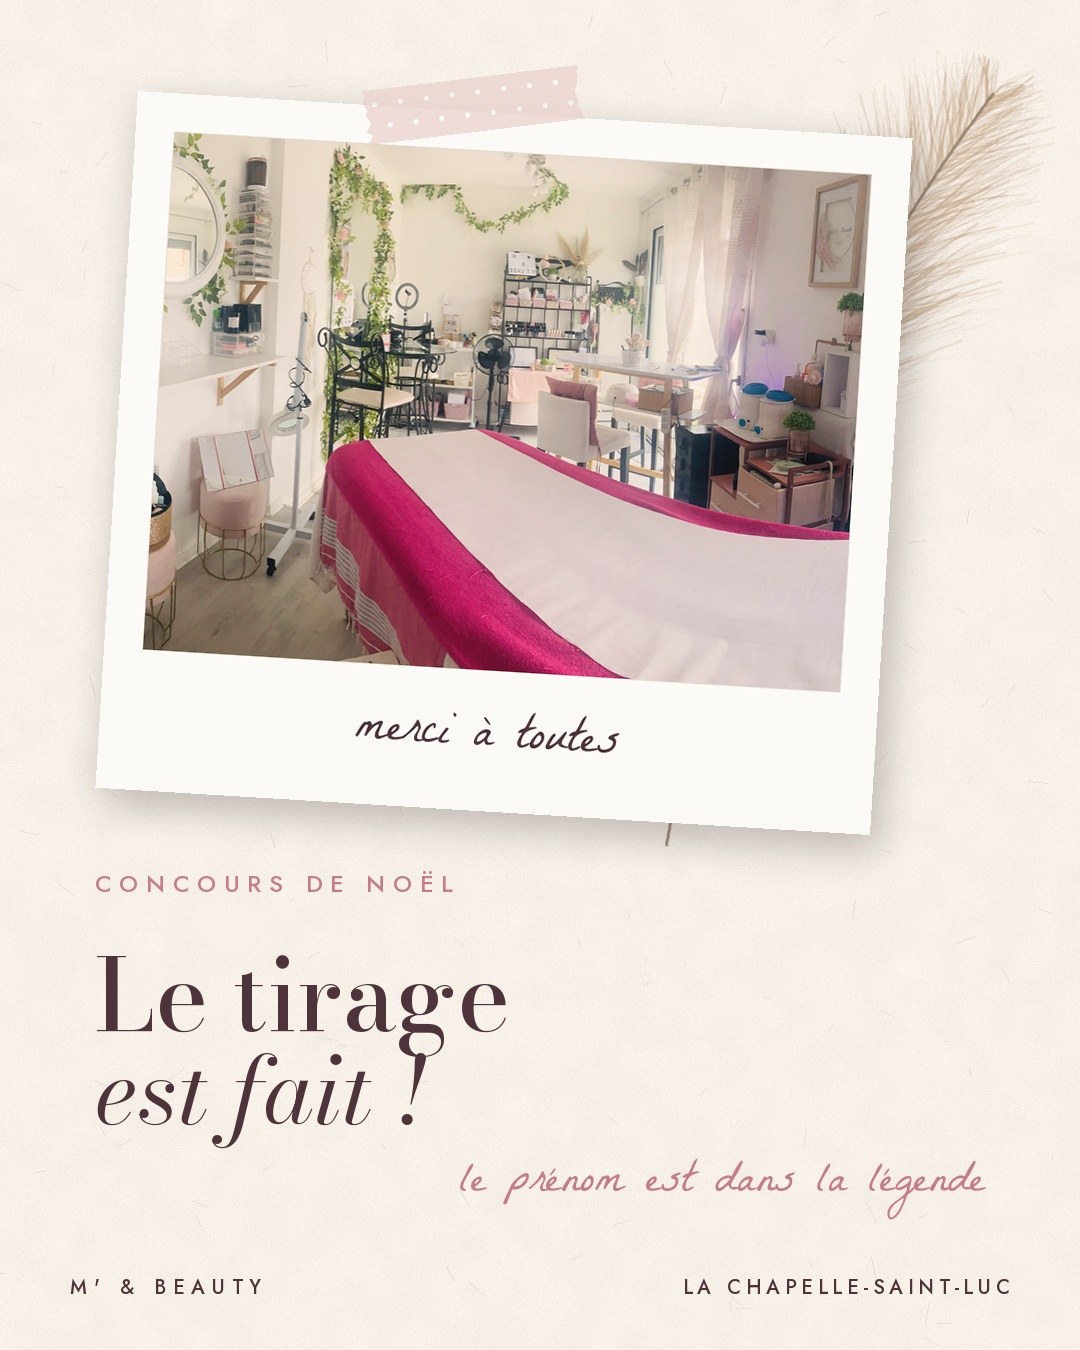 BEAUTY
merci à toutes
CONCOURS DE NOËL
Le tirage
est fait !
le prénom est dans la légende
M' & BEAUTY
LA CHAPELLE-SAINT-LUC